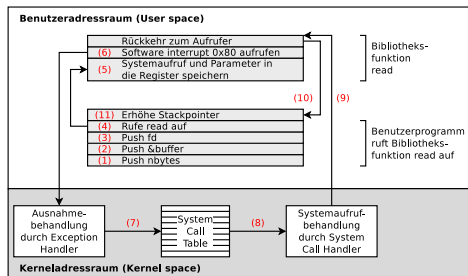 Benutzeradressraum (User space)
Rückkehr zum Aufrufer
(6) Software interrupt 0x80 aufrufen
(5) Systemaufruf und Parameter in
die Register speichern
Bibliotheks-
funktion
read
(10)
(9)
(11) Erhöhe Stackpointer
(4) Rufe read auf
(3) Push fd
(2) Push &buffer
(1) Push nbytes
Benutzerprogramm
ruft Bibliotheks-
funktion read auf
Ausnahme-
behandlung
durch Exception
Handler
(7)
System
Call
Table
(8)
Systemaufruf-
behandlung
durch System
Call Handler
Kerneladressraum (Kernel space)